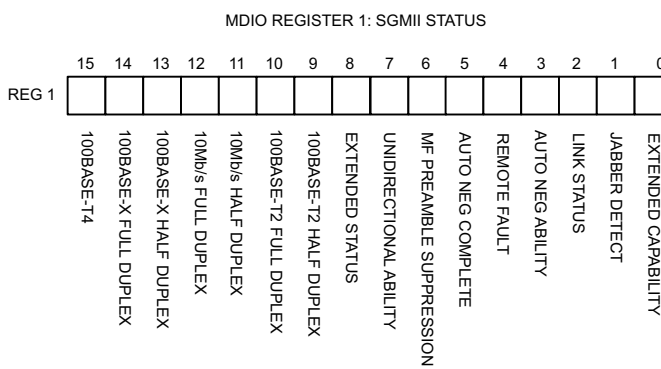 MDIO REGISTER 1: SGMII STATUS
15 14 13 12 11 10 9 8 7 6 5 4 3 2 1 0
REG 1
100BASE-T4
100BASE-X FULL DUPLEX
100BASE-X HALF DUPLEX
10Mb/s FULL DUPLEX
10Mb/s HALF DUPLEX
100BASE-T2 FULL DUPLEX
100BASE-T2 HALF DUPLEX
EXTENDED STATUS
UNIDIRECTIONAL ABILITY
MF PREAMBLE SUPPRESSION
AUTO NEG COMPLETE
REMOTE FAULT
AUTO NEG ABILITY
LINK STATUS
JABBER DETECT
EXTENDED CAPABILITY